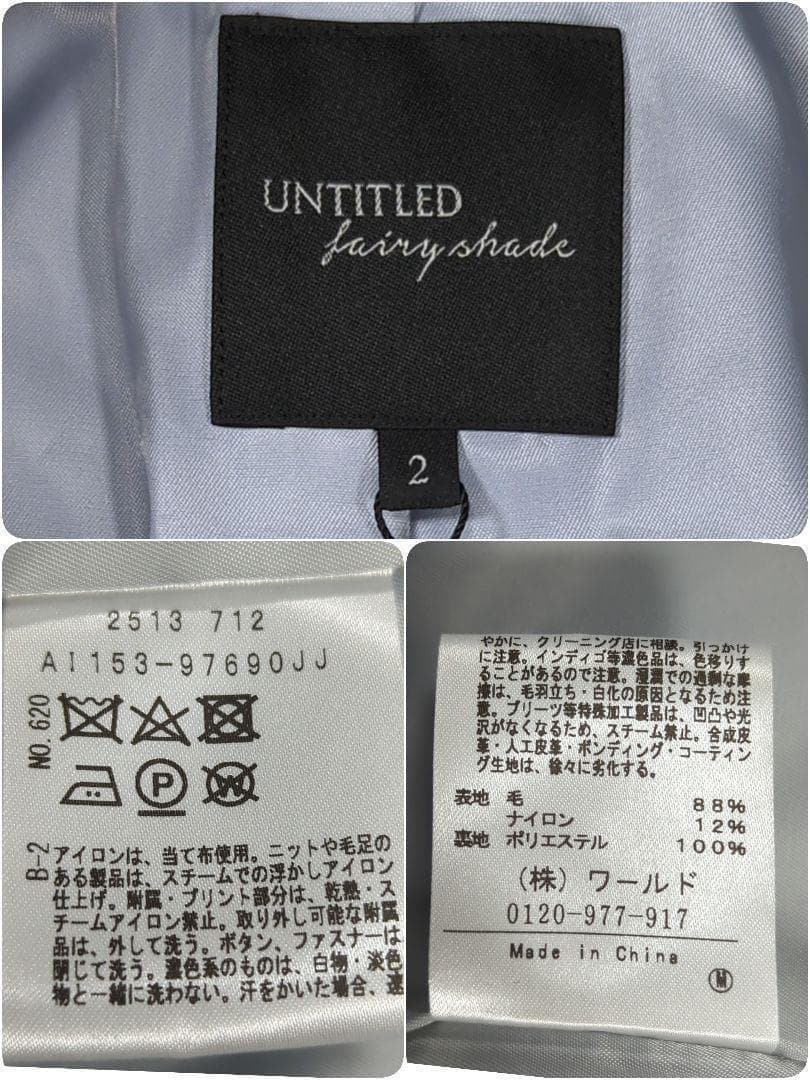 UNTITLED
fairy shade
2
2513 712
AI153-97690JJ
NO.620
P
W
B-2
アイロンは、当て布使用。ニットや毛足の
ある製品は、スチームでの浮かしアイロン
仕上げ。附属・プリント部分は、乾熱・ス
チームアイロン禁止。取り外し可能な附属
品は、外して洗う。ボタン、ファスナーは
閉じて洗う。濃色系のものは、白物・淡色
物と一緒に洗わない。汗をかいた場合、速
やかに、クリーニング店に相談。引っかけ
に注意。インディゴ等濃色品は、色移りす
ることがあるので注意。湿潤での過剰な摩
擦は、毛羽立ち・白化の原因となるため注
意。プリーツ等特殊加工製品は、凹凸や光
沢がなくなるため、スチーム禁止。合成皮
革・人工皮革・ボンディング・コーティン
グ生地は、徐々に劣化する。
表地 毛 88%
ナイロン 12%
裏地 ポリエステル 100%
(株) ワールド
0120-977-917
Made in China
M